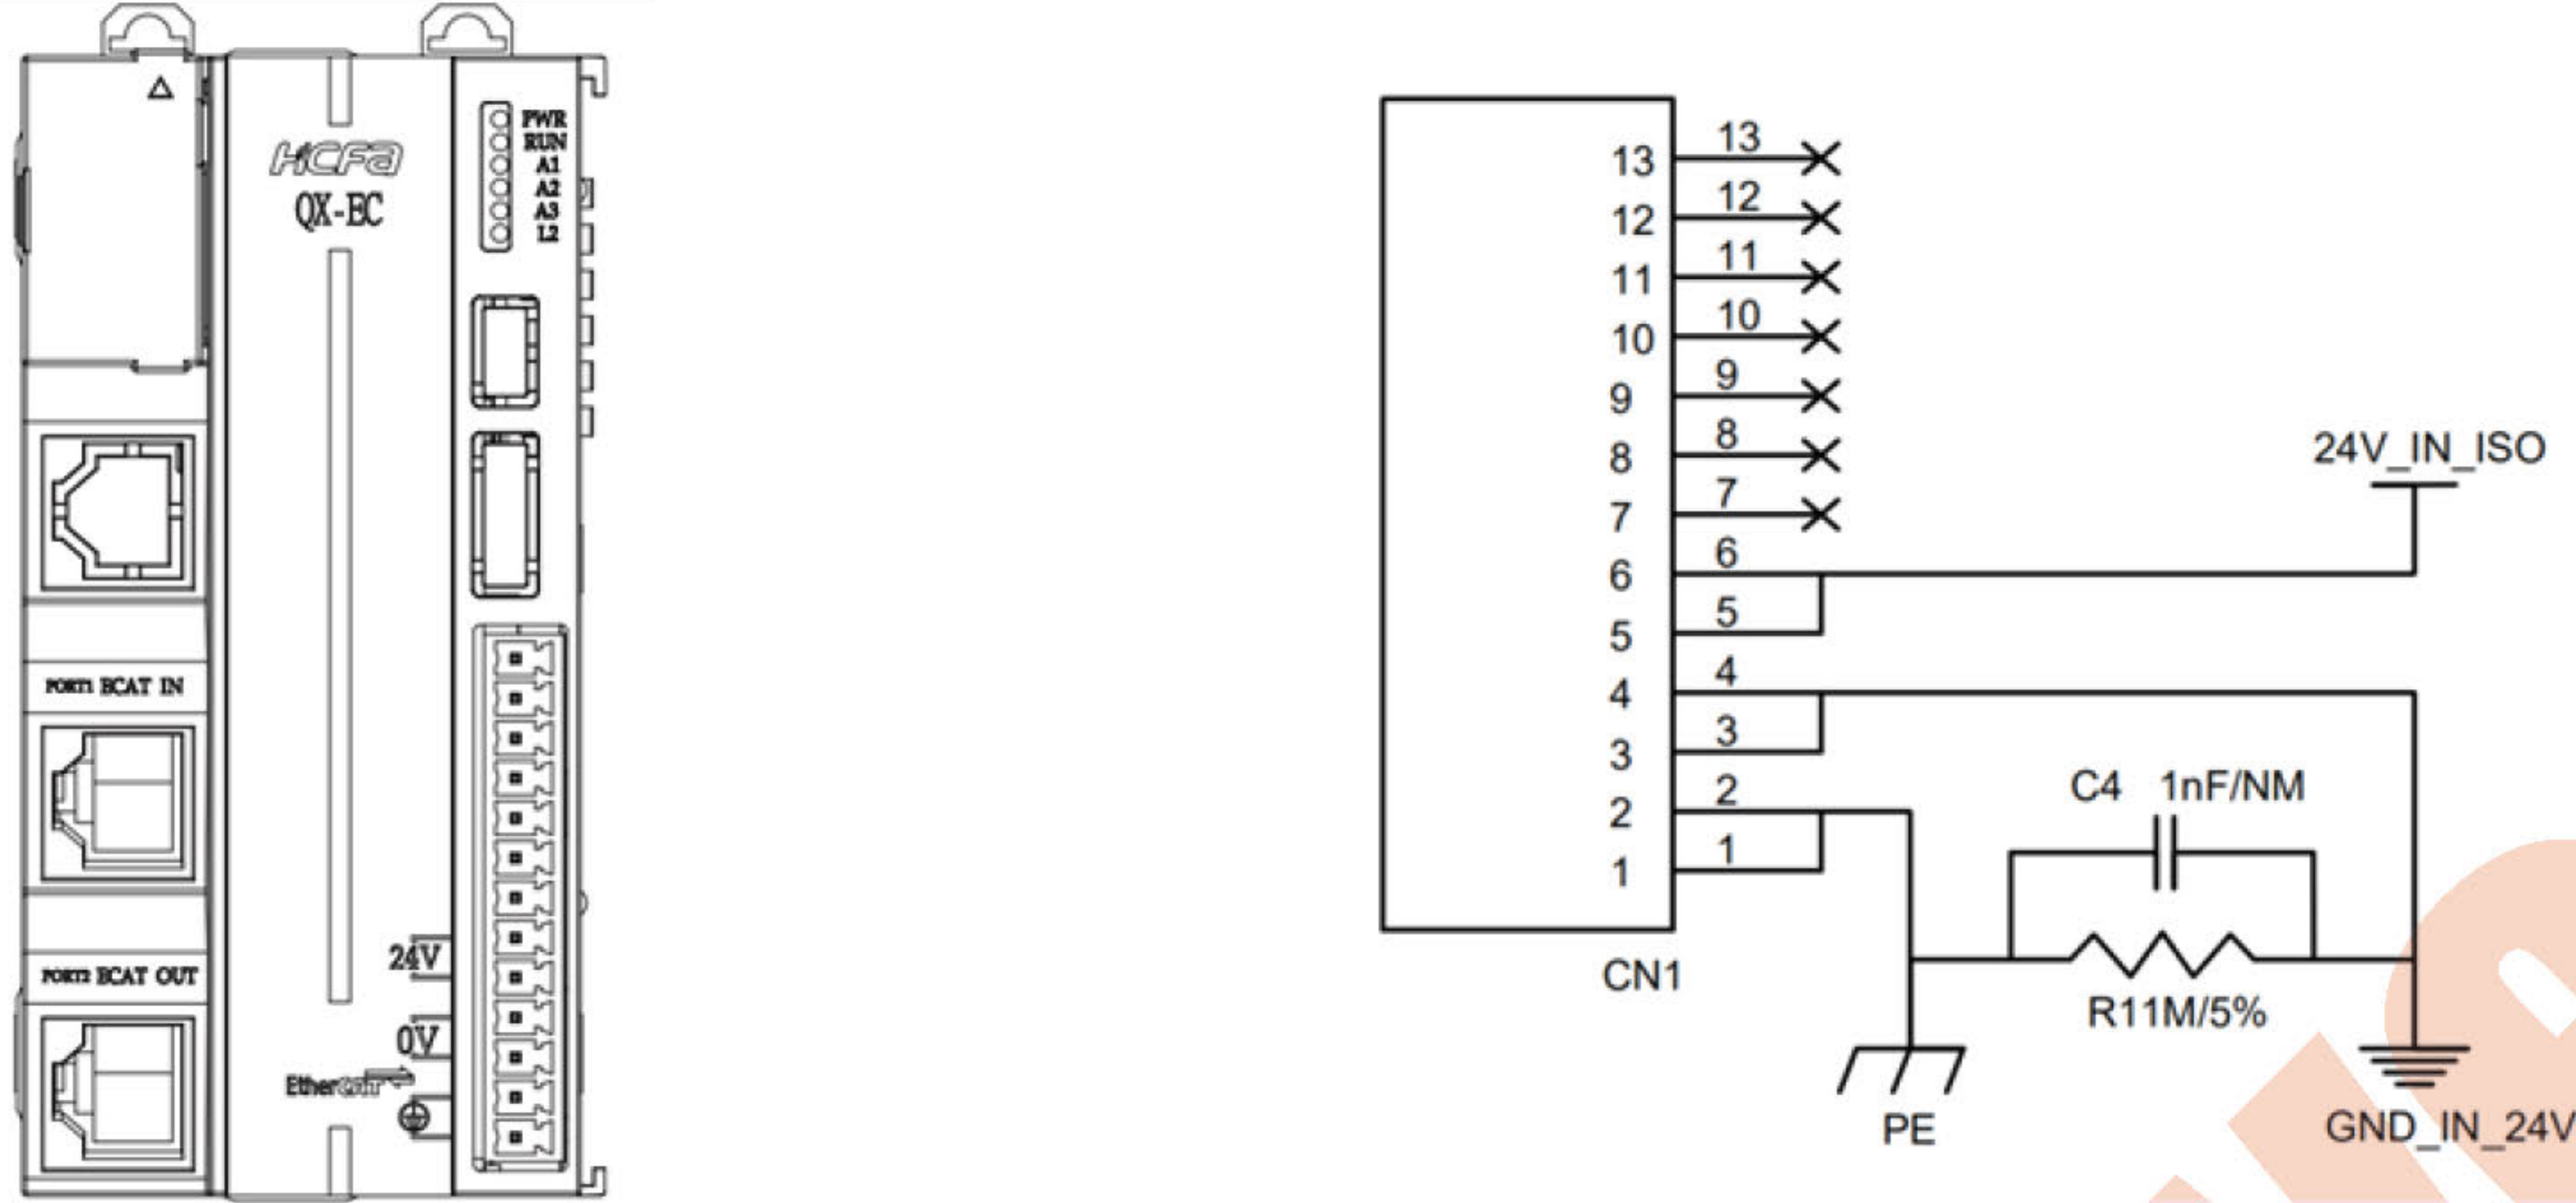 PWR
RUN
A1
A2
A3
L2
HCFa
QX-EC
PORT1 ECAT IN
PORT2 ECAT OUT
24V
0V
EtherCAT
13 13
12 12
11 11
10 10
9 9
8 8
7 7
6 6
5 5
4 4
3 3
2 2
1 1
CN1
24V_IN_ISO
C4 1nF/NM
R11M/5%
PE
GND_IN_24V